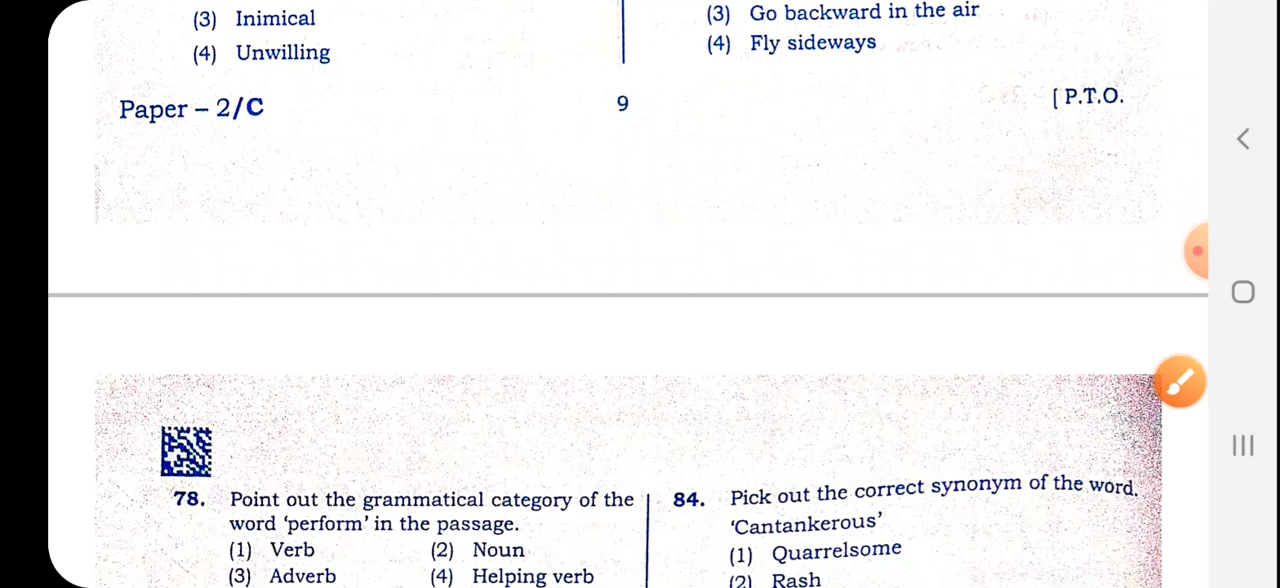 (3) Inimical
(4) Unwilling
(3) Go backward in the air
(4) Fly sideways
Paper – 2/C
9
[ P.T.O.
78. Point out the grammatical category of the
word ‘perform’ in the passage.
(1) Verb (2) Noun
(3) Adverb (4) Helping verb
84. Pick out the correct synonym of the word.
‘Cantankerous’
(1) Quarrelsome
(2) Rash